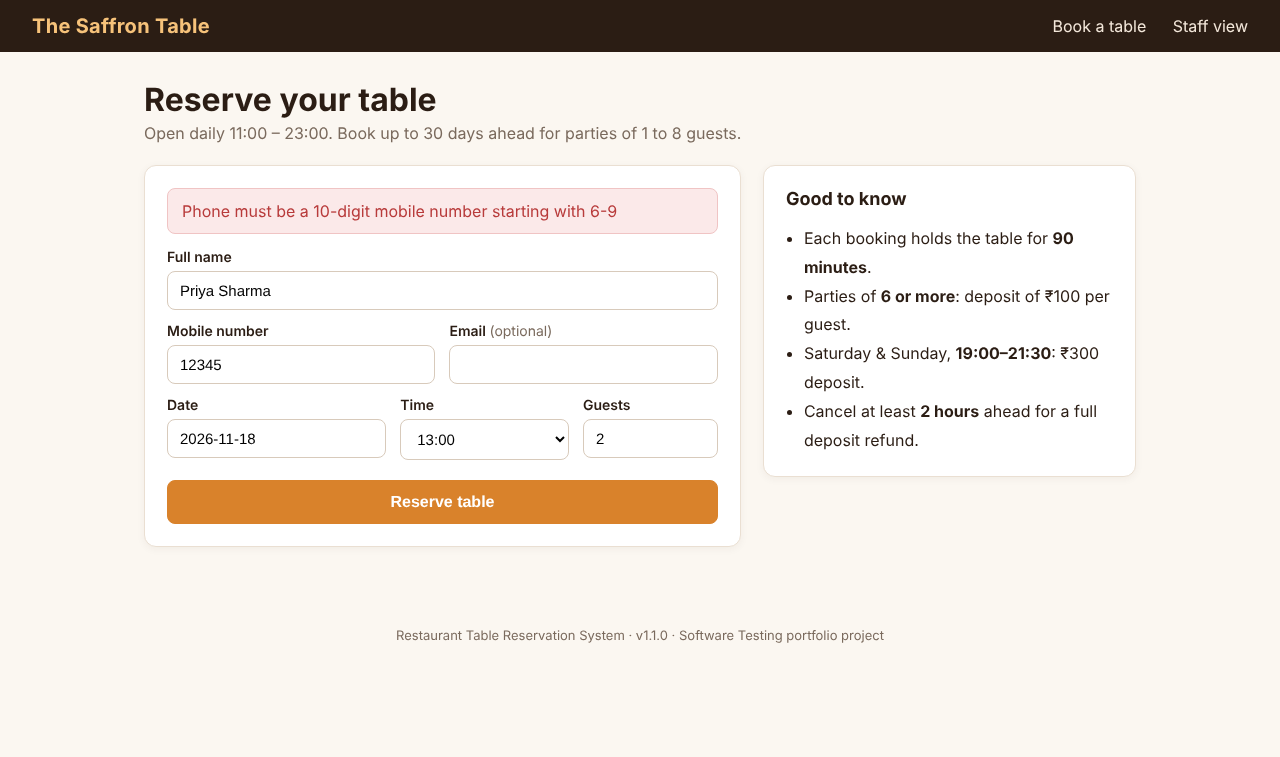 The Saffron Table
Book a table
Staff view
Reserve your table
Open daily 11:00 – 23:00. Book up to 30 days ahead for parties of 1 to 8 guests.
Phone must be a 10-digit mobile number starting with 6-9
Full name
Priya Sharma
Mobile number
Email (optional)
12345
Date
Time
Guests
2026-11-18
13:00
2
Reserve table
Good to know
• Each booking holds the table for 90
minutes.
• Parties of 6 or more: deposit of ₹100 per
guest.
• Saturday & Sunday, 19:00–21:30: ₹300
deposit.
• Cancel at least 2 hours ahead for a full
deposit refund.
Restaurant Table Reservation System · v1.1.0 · Software Testing portfolio project